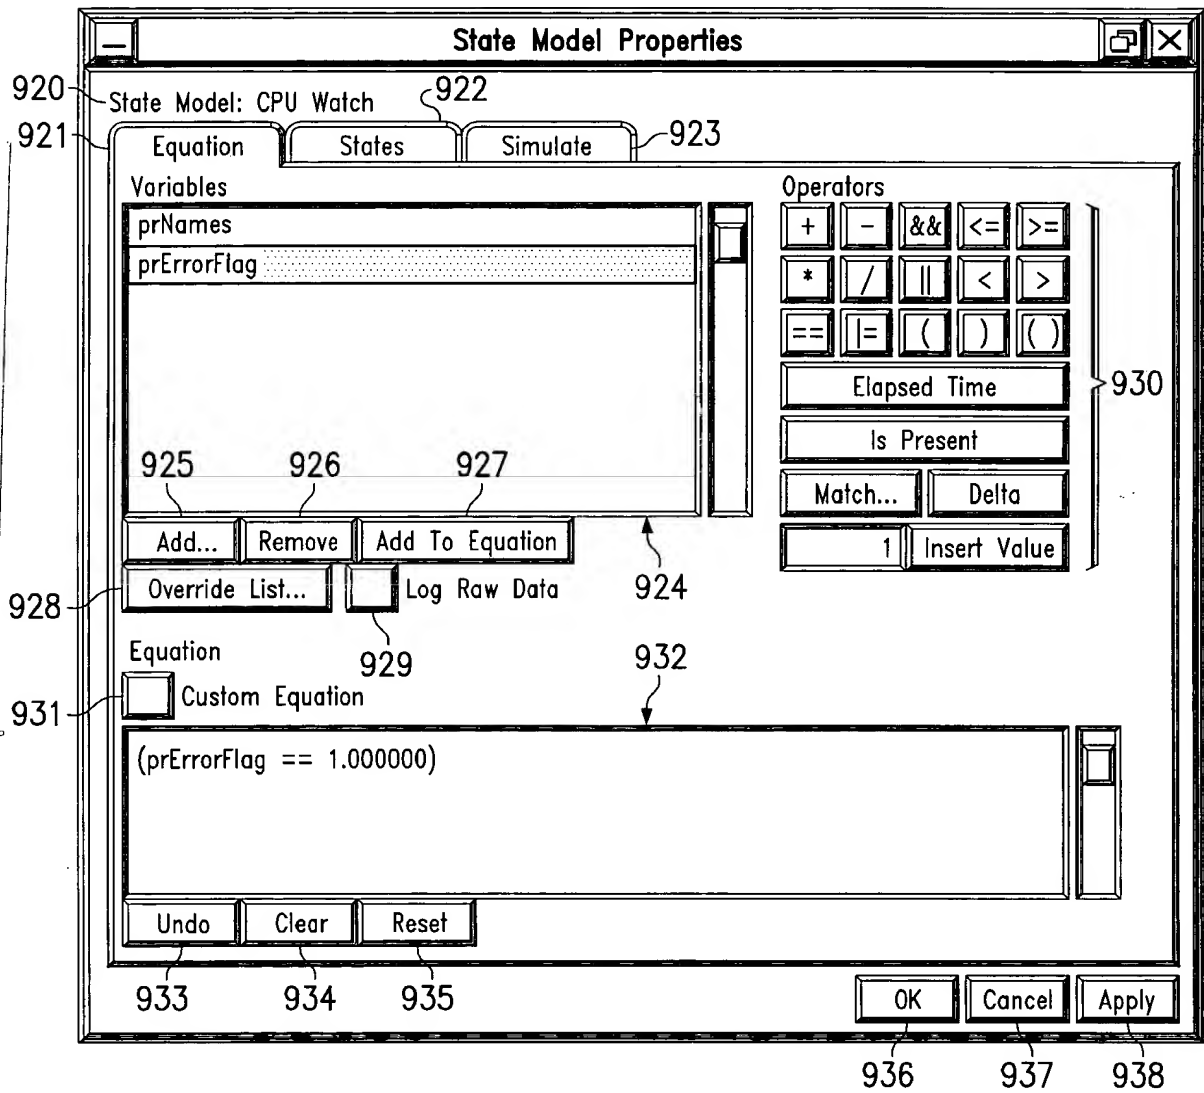 State Model Properties
920 State Model: CPU Watch 922
921 Equation States Simulate 923
Variables Operators
prNames
prErrorFlag
+ - && <= >=
* / || < >
== |= ( ) ( )
Elapsed Time
930
Is Present
Match... Delta
1 Insert Value
925 926 927
Add... Remove Add To Equation
924
928 Override List... Log Raw Data
929
Equation
932
931 Custom Equation
(prErrorFlag == 1.000000)
Undo Clear Reset
933 934 935
OK Cancel Apply
936 937 938